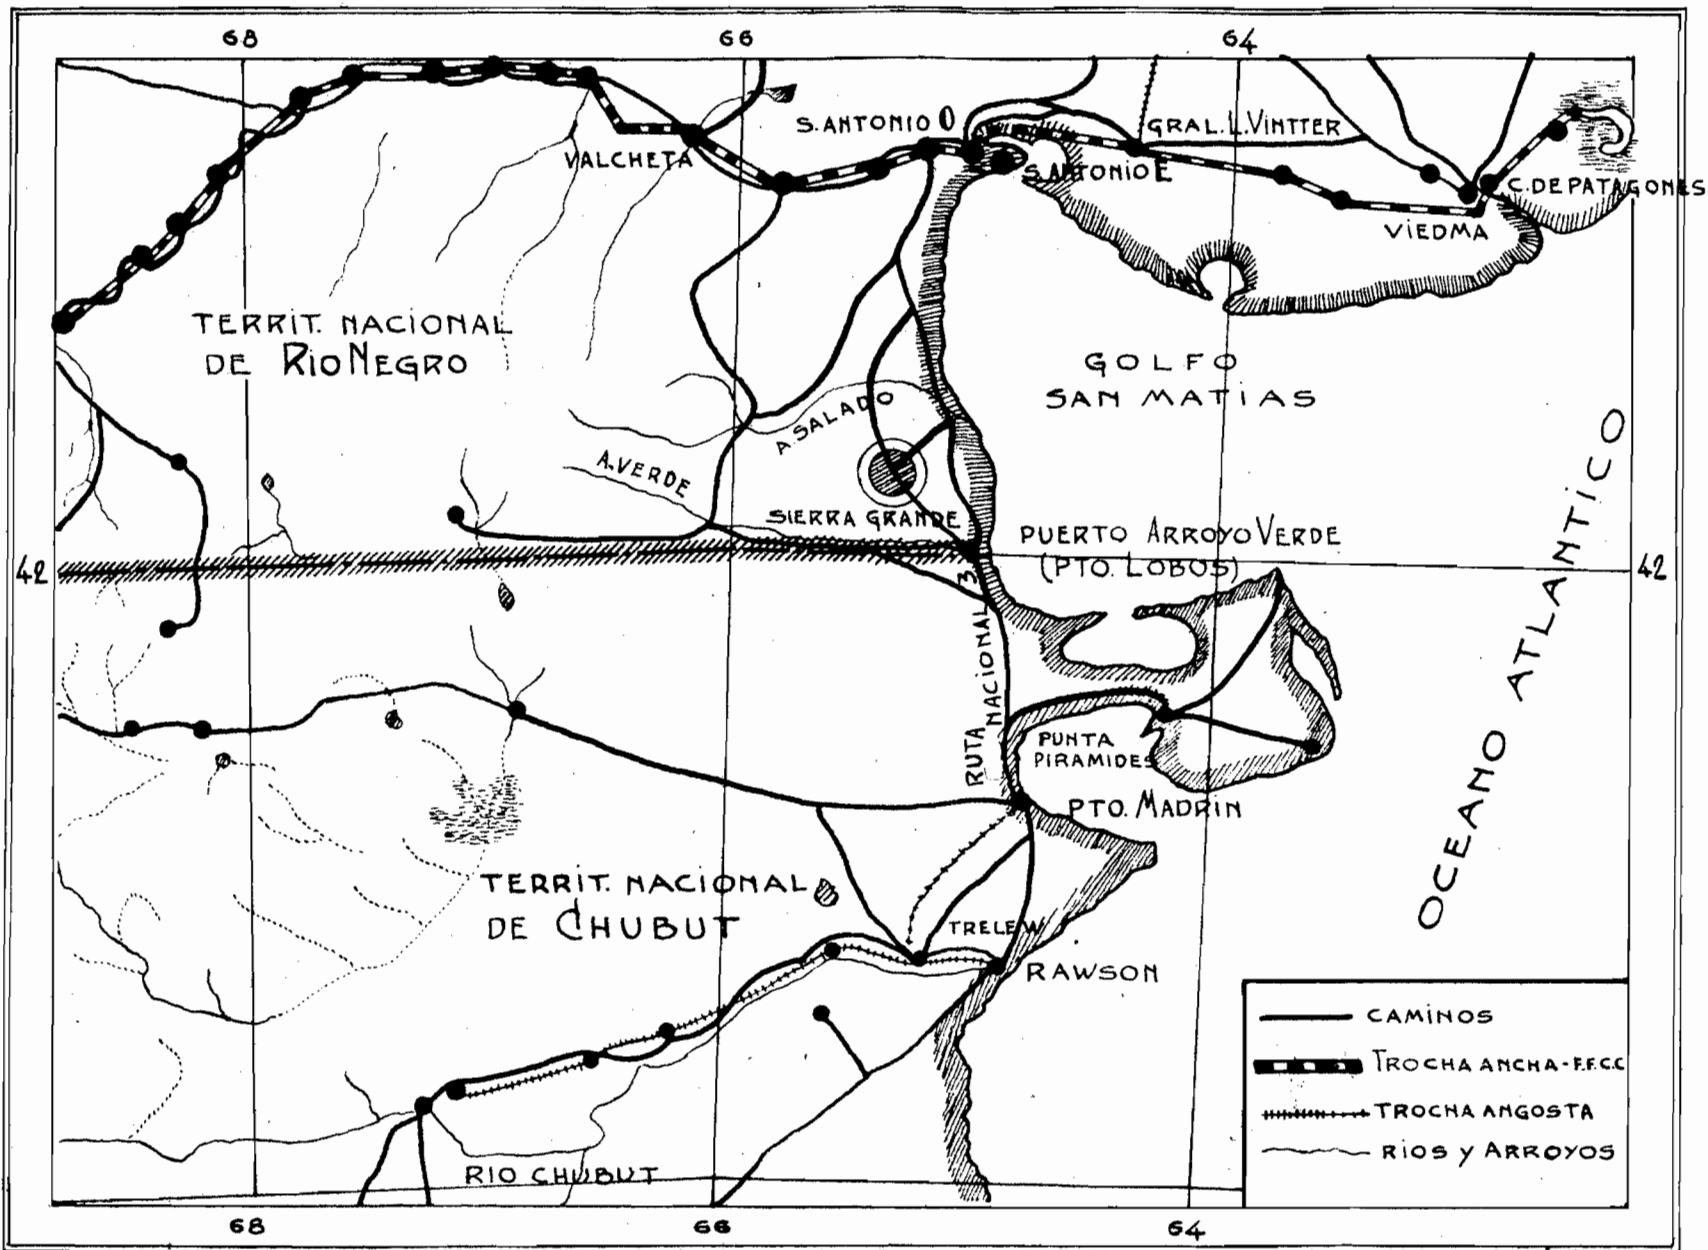 68 66 64
S. ANTONIO O
GRAL. L. VINTTER
VALCHETA
S. ANTONIO E
C. DE PATAGONES
VIEDMA
TERRIT. NACIONAL
DE RIO NEGRO
GOLFO
SAN MATIAS
A. SALADO
A. VERDE
SIERRA GRANDE
PUERTO ARROYO VERDE
(PTO. LOBOS)
42 42
OCEANO ATLANTICO
RUTA NACIONAL 3
PUNTA
PIRAMIDES
PTO. MADRIN
TERRIT. NACIONAL
DE CHUBUT
TRELEW
RAWSON
RIO CHUBUT
CAMINOS
TROCHA ANCHA - F.F.C.C
TROCHA ANGOSTA
RIOS Y ARROYOS
68 66 64